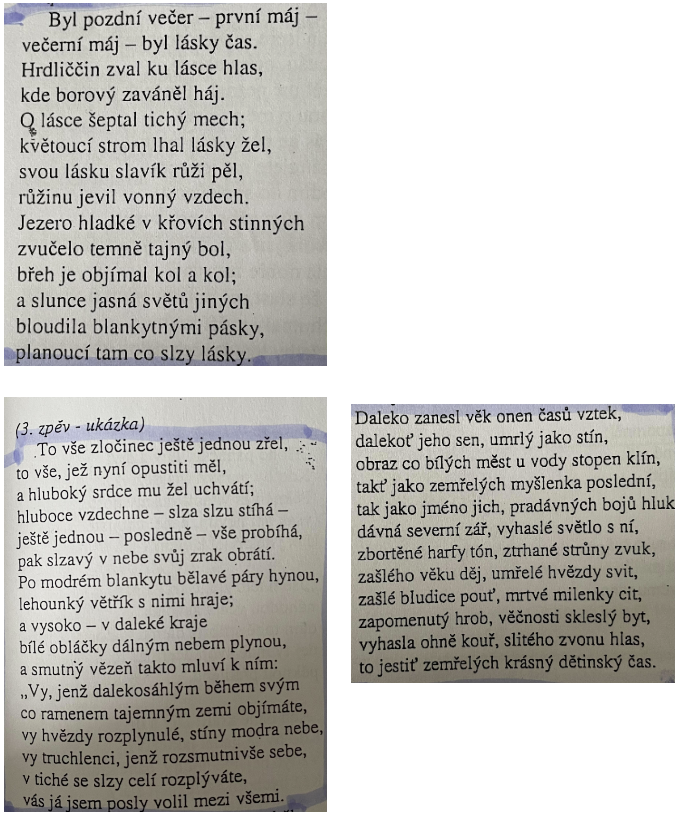 Byl pozdní večer – první máj –
večerní máj – byl lásky čas.
Hrdliččin zval ku lásce hlas,
kde borový zaváněl háj.
O lásce šeptal tichý mech;
květoucí strom lhal lásky žel,
svou lásku slavík růži pěl,
růžinu jevil vonný vzdech.
Jezero hladké v křovích stinných
zvučelo temně tajný bol,
břeh je objímal kol a kol;
a slunce jasná světů jiných
bloudila blankytnými pásky,
planoucí tam co slzy lásky.
(3. zpěv - ukázka)
To vše zločinec ještě jednou zřel,
to vše, jež nyní opustiti měl,
a hluboký srdce mu žel uchvátí;
hluboce vzdechne – slza slzu stíhá –
ještě jednou – posledně – vše probíhá,
pak slzavý v nebe svůj zrak obrátí.
Po modrém blankytu bělavé páry hynou,
lehounký větřík s nimi hraje;
a vysoko – v daleké kraje
bílé obláčky dálným nebem plynou,
a smutný vězeň takto mluví k ním:
„Vy, jenž dalekosáhlým během svým
co ramenem tajemným zemi objímáte,
vy hvězdy rozplynulé, stíny modra nebe,
vy truchlenci, jenž rozsmutnivše sebe,
v tiché se slzy celí rozplýváte,
vás já jsem posly volil mezi všemi.
Daleko zanesl věk onen časů vztek,
dalekoť jeho sen, umrlý jako stín,
obraz co bílých měst u vody stopen klín,
takť jako zemřelých myšlenka poslední,
tak jako jméno jich, pradávných bojů hluk
dávná severní zář, vyhaslé světlo s ní,
zbortěné harfy tón, ztrhané strůny zvuk,
zašlého věku děj, umřelé hvězdy svit,
zašlé bludice pouť, mrtvé milenky cit,
zapomenutý hrob, věčnosti skleslý byt,
vyhasla ohně kouř, slitého zvonu hlas,
to jestiť zemřelých krásný dětinský čas.